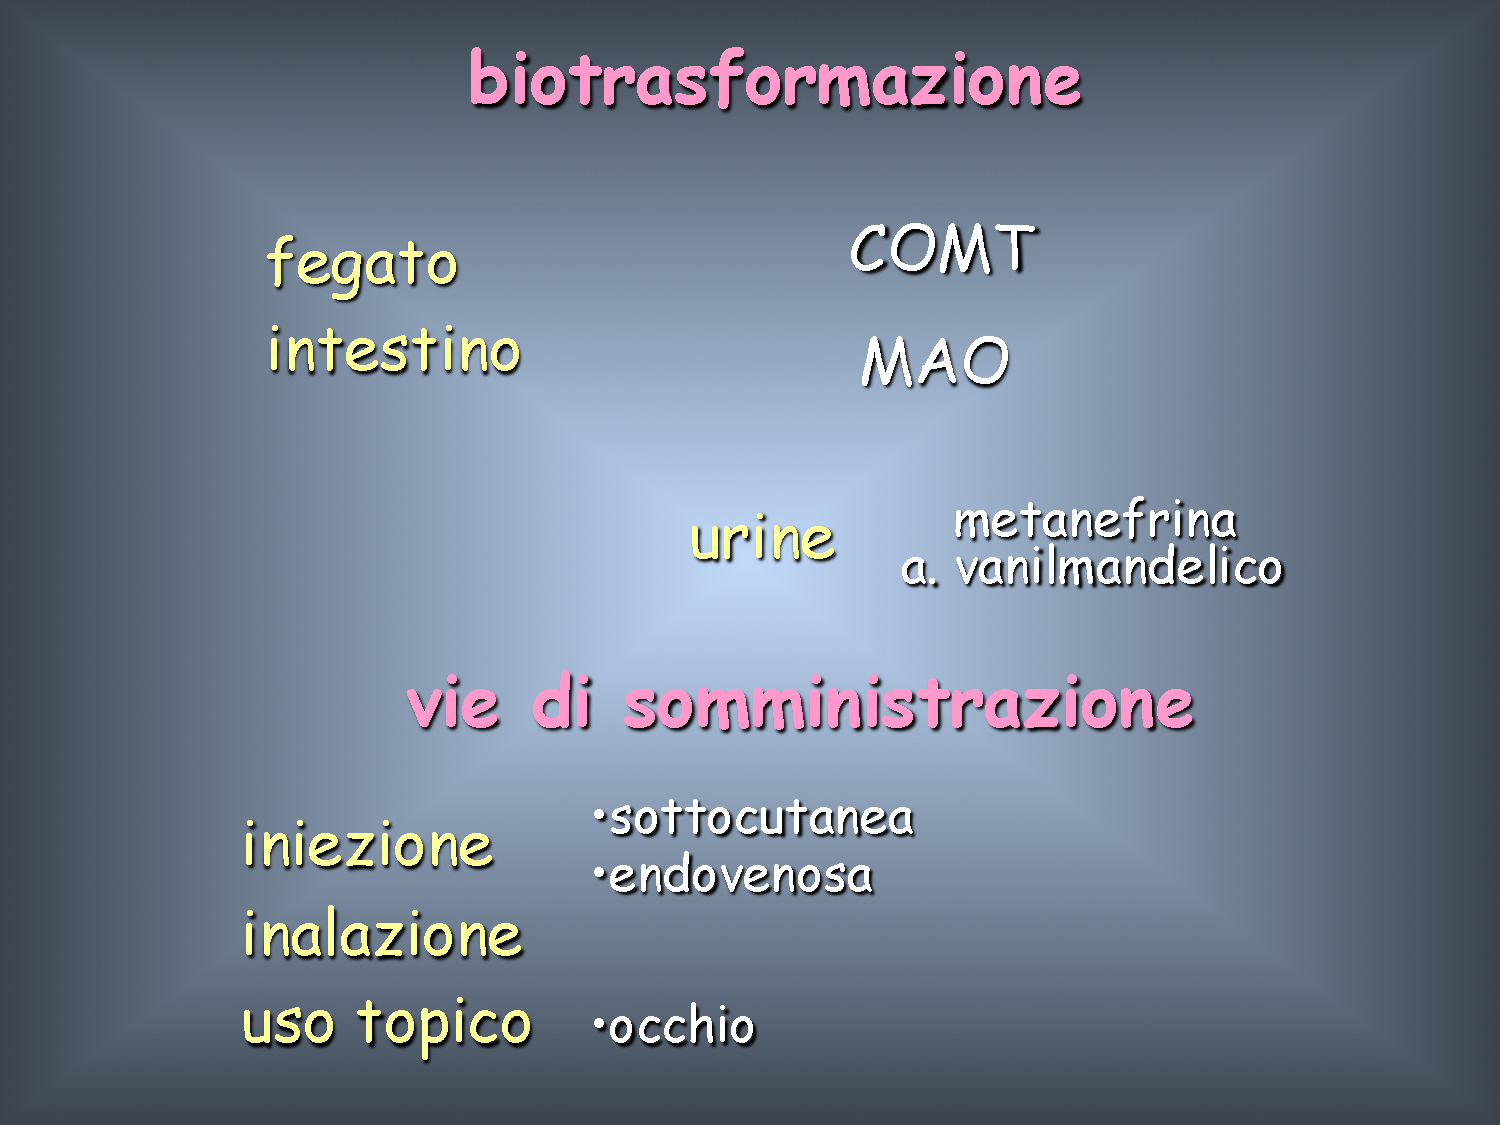 biotrasformazione
fegato
intestino
COMT
MAO
urine
metanefrina
a. vanilmandelico
vie di somministrazione
iniezione
•sottocutanea
•endovenosa
inalazione
uso topico
•occhio